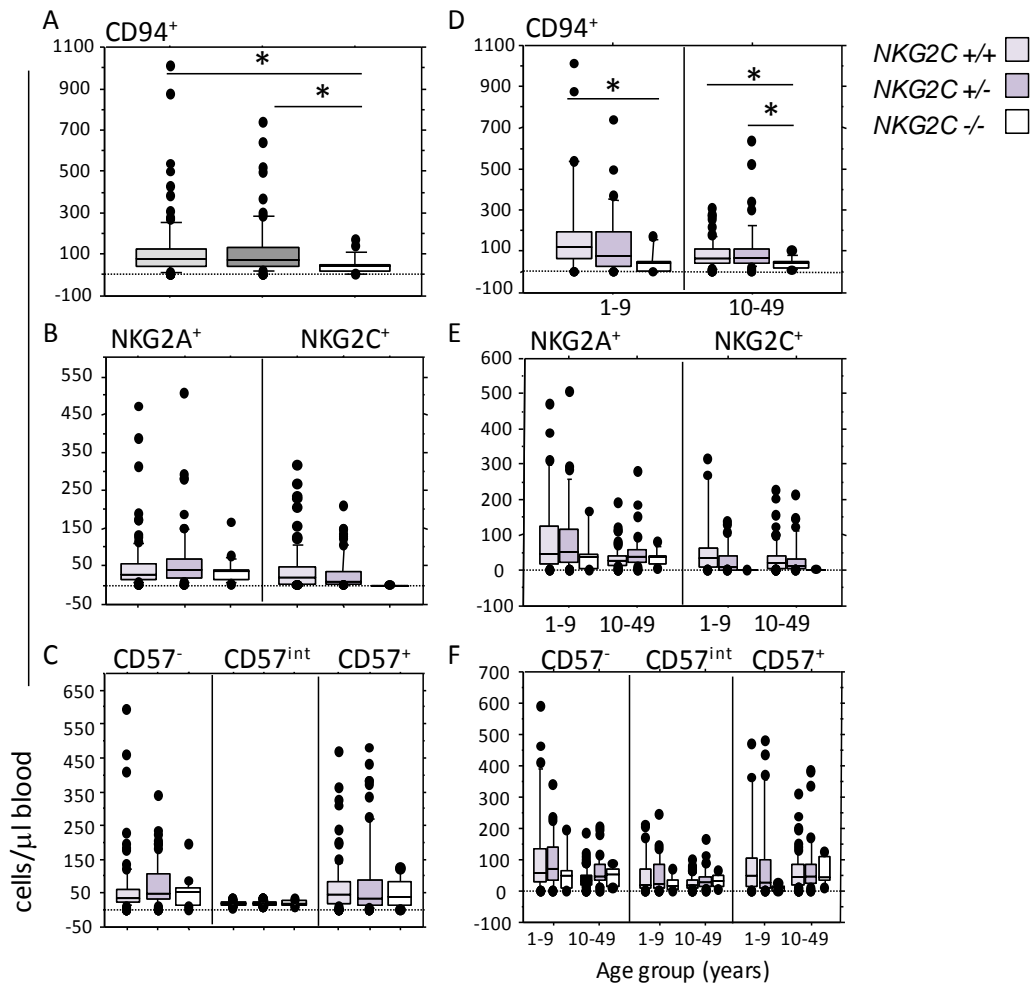 A
CD94+
1100
900
700
500
300
100
-100
*
*
B
NKG2A+ NKG2C+
550
450
350
250
150
50
-50
C
CD57- CD57int CD57+
650
550
450
350
250
150
50
-50
cells/µl blood
D
CD94+
1100
900
700
500
300
100
-100
*
*
*
1-9 10-49
NKG2C +/+
NKG2C +/-
NKG2C -/-
E
NKG2A+ NKG2C+
600
500
400
300
200
100
0
-100
1-9 10-49 1-9 10-49
F
CD57- CD57int CD57+
700
600
500
400
300
200
100
0
-100
1-9 10-49 1-9 10-49 1-9 10-49
Age group (years)